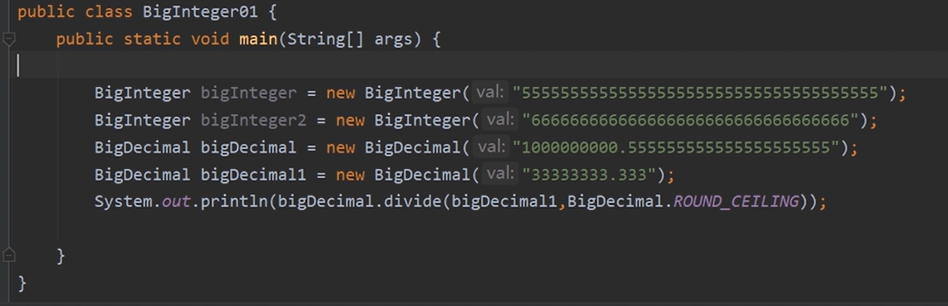 public class BigInteger01 {
public static void main(String[] args) {
BigInteger bigInteger = new BigInteger( val: "5555555555555555555555555555555555555");
BigInteger bigInteger2 = new BigInteger( val: "666666666666666666666666666666666");
BigDecimal bigDecimal = new BigDecimal( val: "1000000000.555555555555555555555");
BigDecimal bigDecimal1 = new BigDecimal( val: "33333333.333");
System.out.println(bigDecimal.divide(bigDecimal1,BigDecimal.ROUND_CEILING));
}
}